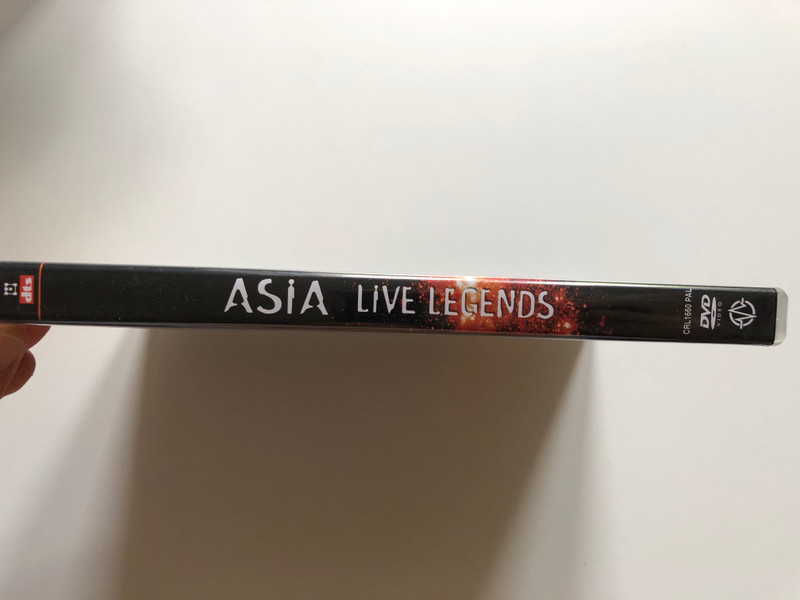 dts
ASiA LiVE LEGENDS
CRL1660 PAL
DVD
VIDEO